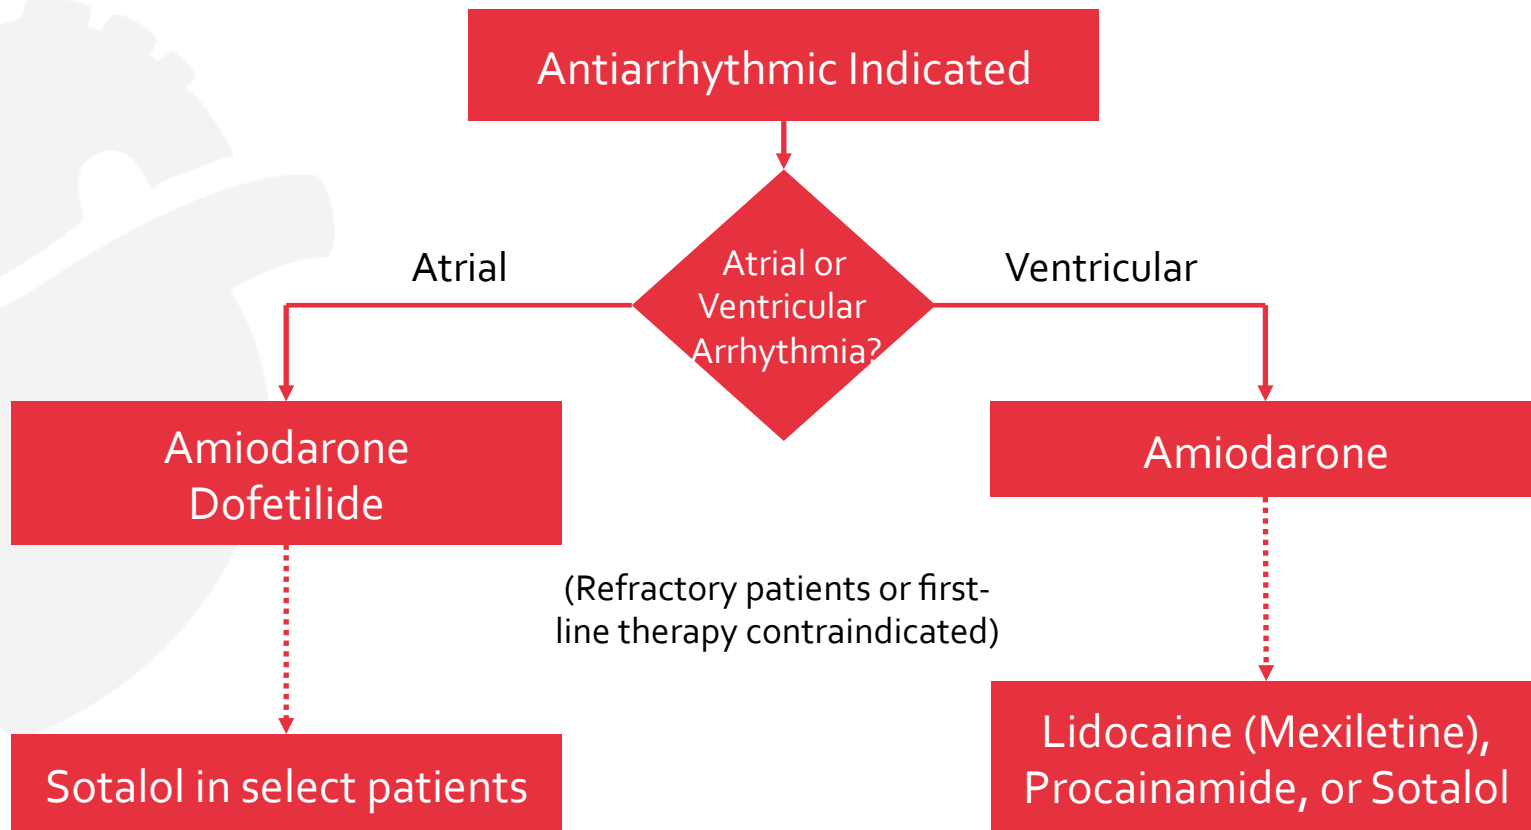 Antiarrhythmic Indicated
Atrial
Atrial or
Ventricular
Arrhythmia?
Ventricular
Amiodarone
Dofetilide
Amiodarone
(Refractory patients or first-
line therapy contraindicated)
Sotalol in select patients
Lidocaine (Mexiletine),
Procainamide, or Sotalol